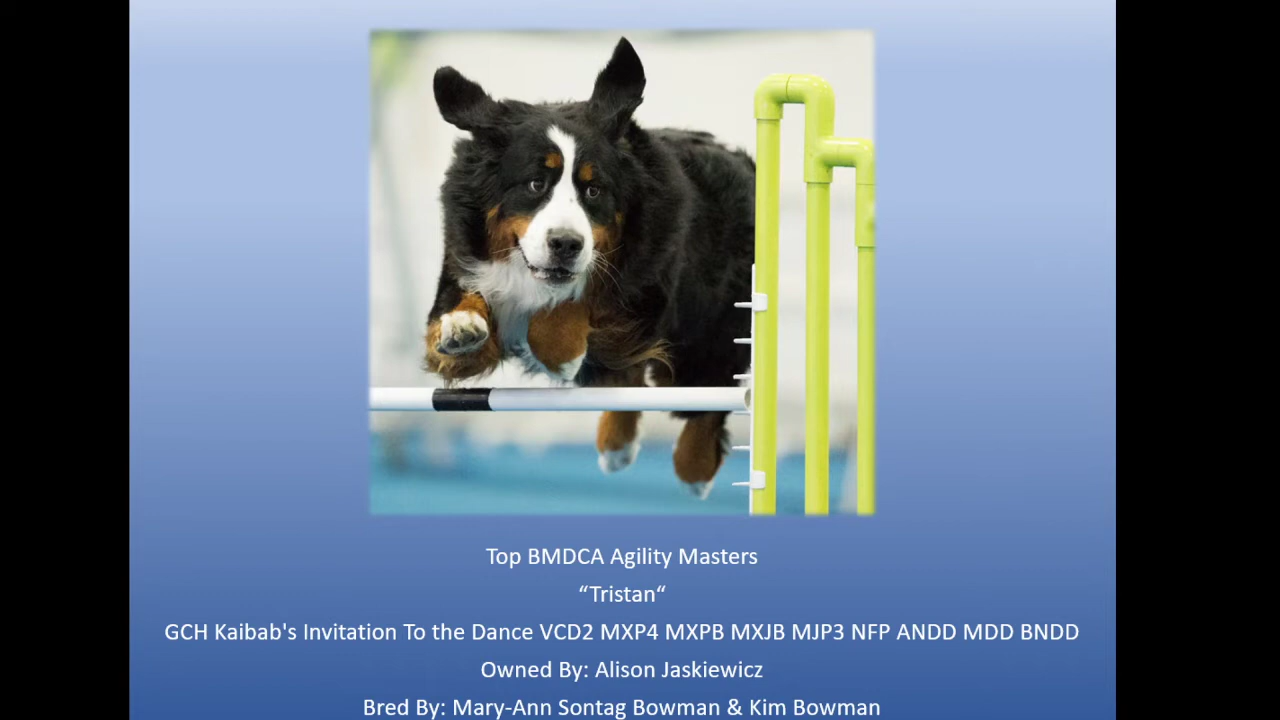 Top BMDCA Agility Masters
“Tristan“
GCH Kaibab's Invitation To the Dance VCD2 MXP4 MXPB MXJB MJP3 NFP ANDD MDD BNDD
Owned By: Alison Jaskiewicz
Bred By: Mary-Ann Sontag Bowman & Kim Bowman